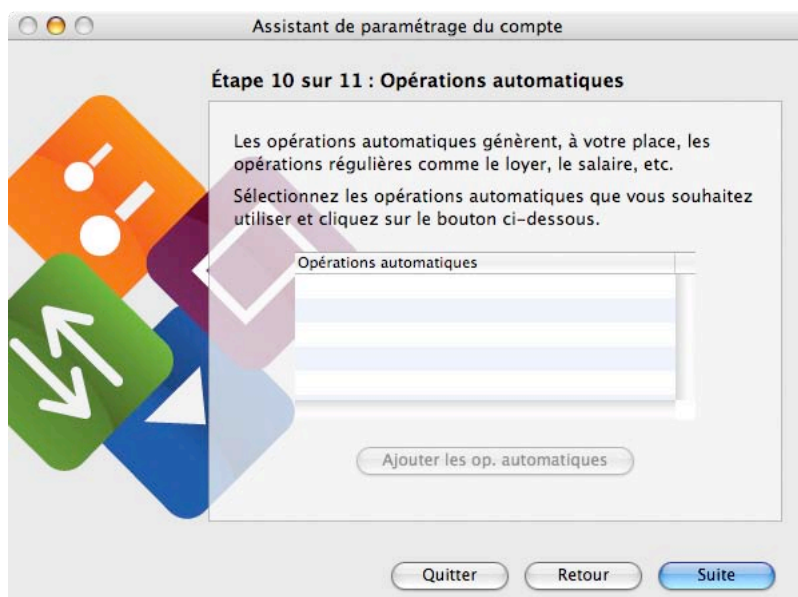 Assistant de paramétrage du compte
Étape 10 sur 11 : Opérations automatiques
Les opérations automatiques génèrent, à votre place, les
opérations régulières comme le loyer, le salaire, etc.
Sélectionnez les opérations automatiques que vous souhaitez
utiliser et cliquez sur le bouton ci-dessous.
Opérations automatiques
Ajouter les op. automatiques
Quitter
Retour
Suite